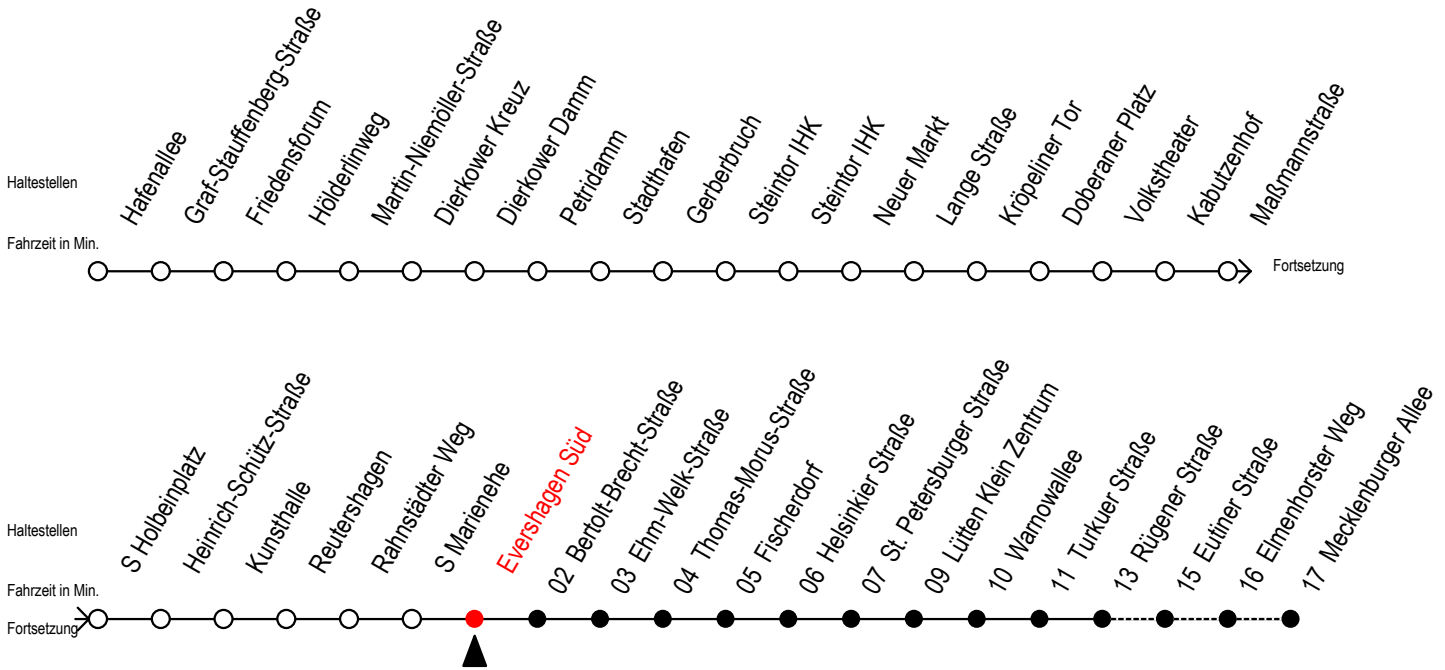 Haltestellen
Hafenallee
Graf-Stauffenberg-Straße
Friedensforum
Hölderlinweg
Martin-Niemöller-Straße
Dierkower Kreuz
Dierkower Damm
Petridamm
Stadthafen
Gerberbruch
Steintor IHK
Steintor IHK
Neuer Markt
Lange Straße
Kröpeliner Tor
Doberaner Platz
Volkstheater
Kabutzenhof
Maßmannstraße
Fahrzeit in Min.
Fortsetzung
Haltestellen
S Holbeinplatz
Heinrich-Schütz-Straße
Kunsthalle
Reutershagen
Rahnstädter Weg
S Marienehe
Evershagen Süd
02 Bertolt-Brecht-Straße
03 Ehm-Welk-Straße
04 Thomas-Morus-Straße
05 Fischerdorf
06 Helsinkier Straße
07 St. Petersburger Straße
09 Lütten Klein Zentrum
10 Warnowallee
11 Turkuer Straße
13 Rügener Straße
15 Eutiner Straße
16 Elmenhorster Weg
17 Mecklenburger Allee
Fahrzeit in Min.
Fortsetzung